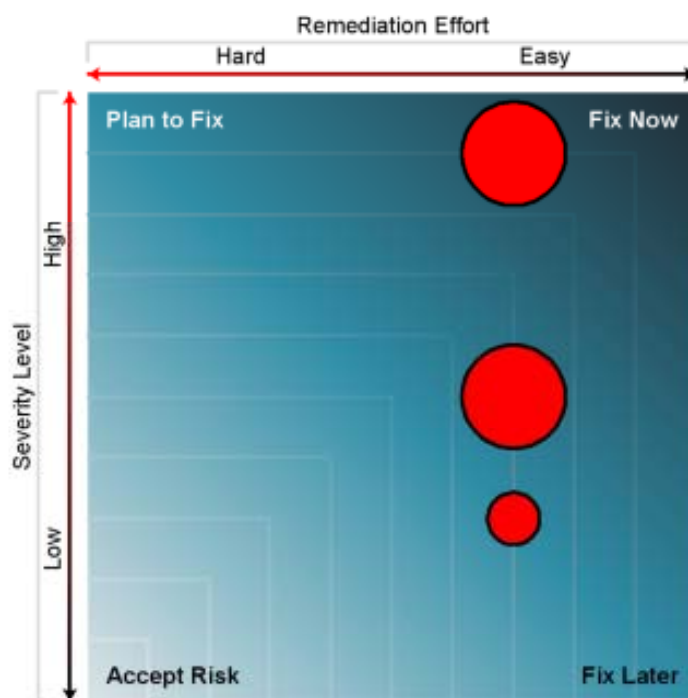 Remediation Effort
Hard Easy
Plan to Fix Fix Now
High
Severity Level
Low
Accept Risk Fix Later